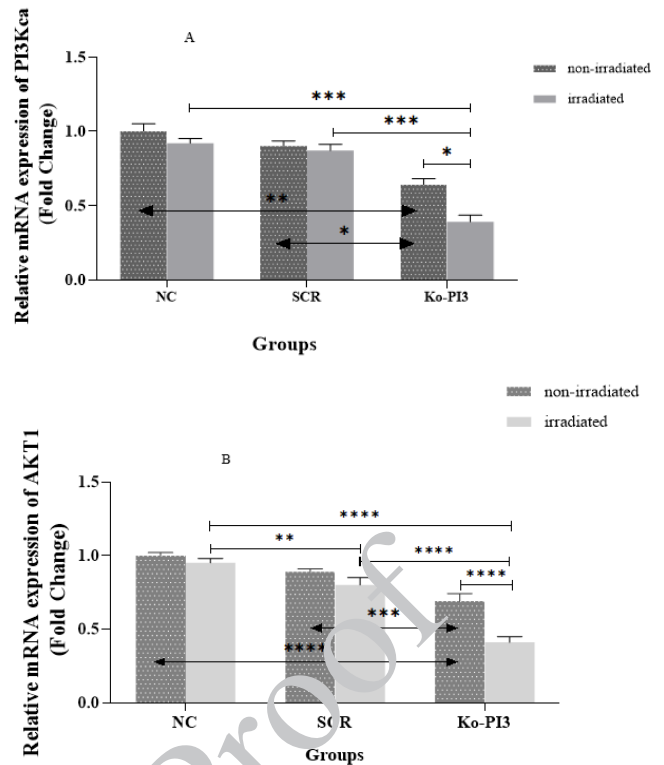 A
Relative mRNA expression of PI3Kca
(Fold Change)
1.5
1.0
0.5
0.0
non-irradiated
irradiated
***
***
*
**
*
NC SCR Ko-PI3
Groups
B
Relative mRNA expression of AKT1
(Fold Change)
1.5
1.0
0.5
0.0
non-irradiated
irradiated
****
**
****
****
***
****
NC SCR Ko-PI3
Groups
Proof